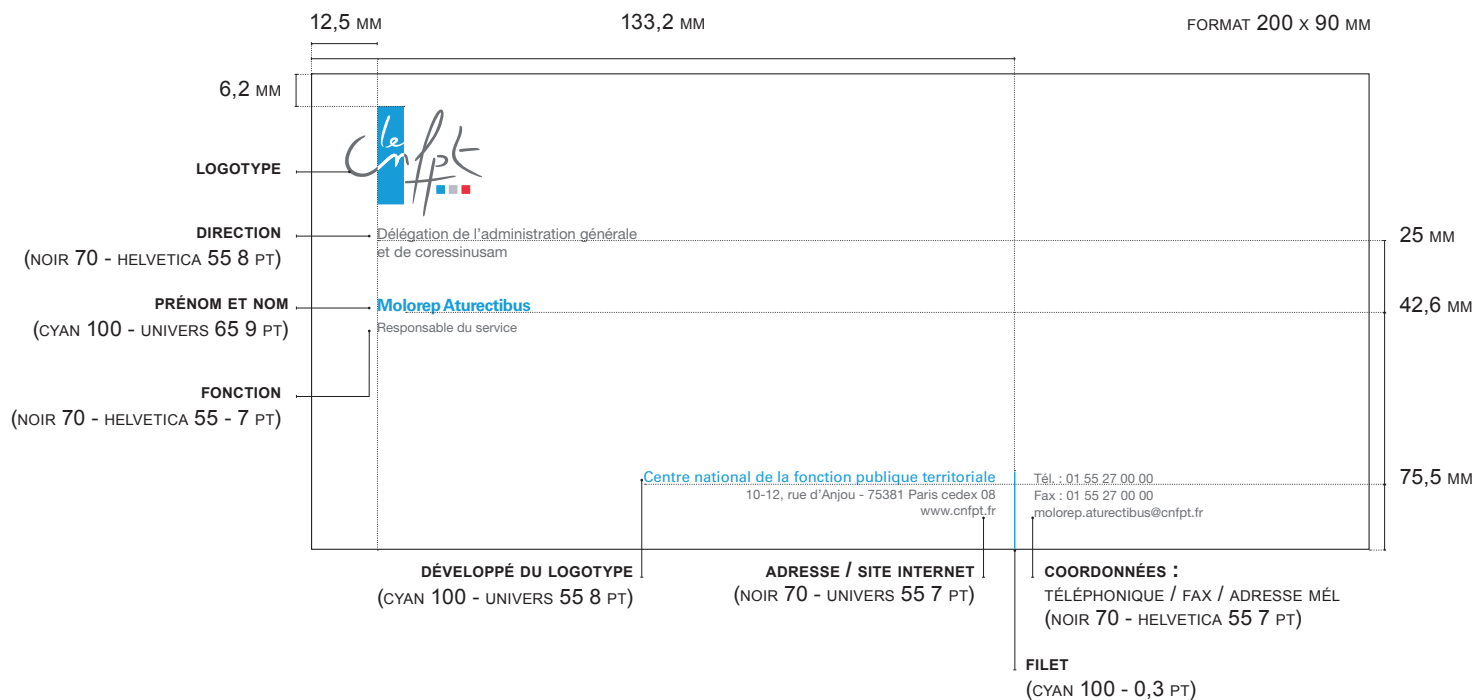 12,5 MM
133,2 MM
FORMAT 200 X 90 MM
6,2 MM
le
cnfpt
LOGOTYPE
DIRECTION
(NOIR 70 - HELVETICA 55 8 PT)
Délégation de l'administration générale
et de coressinusam
25 MM
PRÉNOM ET NOM
(CYAN 100 - UNIVERS 65 9 PT)
Molorep Aturectibus
Responsable du service
42,6 MM
FONCTION
(NOIR 70 - HELVETICA 55 - 7 PT)
Centre national de la fonction publique territoriale
10-12, rue d'Anjou - 75381 Paris cedex 08
www.cnfpt.fr
Tél. : 01 55 27 00 00
Fax : 01 55 27 00 00
molorep.aturectibus@cnfpt.fr
75,5 MM
DÉVELOPPÉ DU LOGOTYPE
(CYAN 100 - UNIVERS 55 8 PT)
ADRESSE / SITE INTERNET
(NOIR 70 - UNIVERS 55 7 PT)
COORDONNÉES :
TÉLÉPHONIQUE / FAX / ADRESSE MÉL
(NOIR 70 - HELVETICA 55 7 PT)
FILET
(CYAN 100 - 0,3 PT)